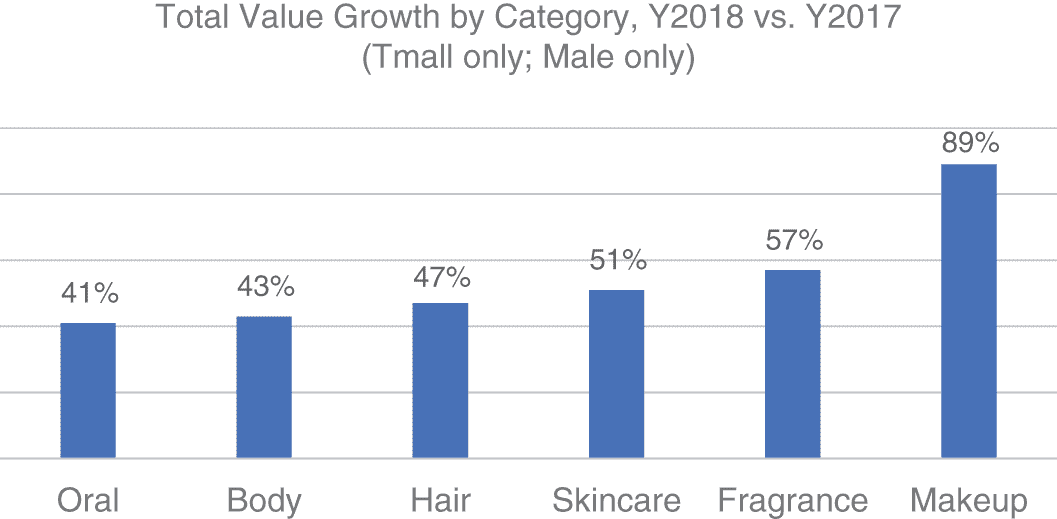 Total Value Growth by Category, Y2018 vs. Y2017
(Tmall only; Male only)
89%
57%
51%
47%
43%
41%
Oral Body Hair Skincare Fragrance Makeup